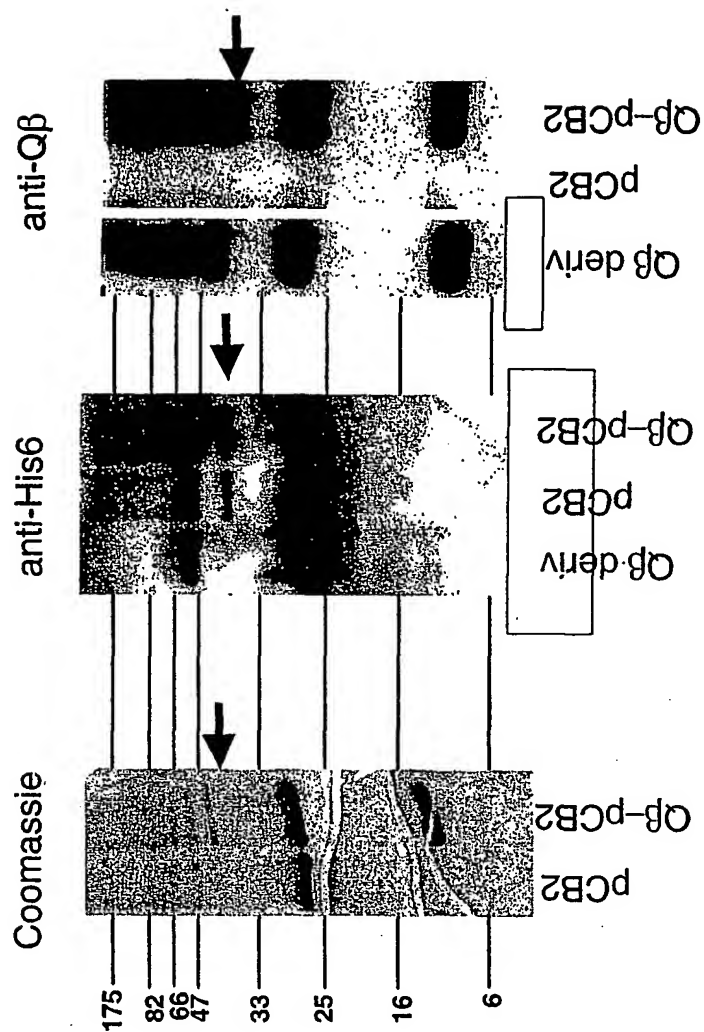 Coomassie
anti-His6
anti-Qβ
175
82
66
47
33
25
16
6
pCB2
Qβ–pCB2
Qβ deriv
pCB2
Qβ–pCB2
Qβ deriv
pCB2
Qβ–pCB2